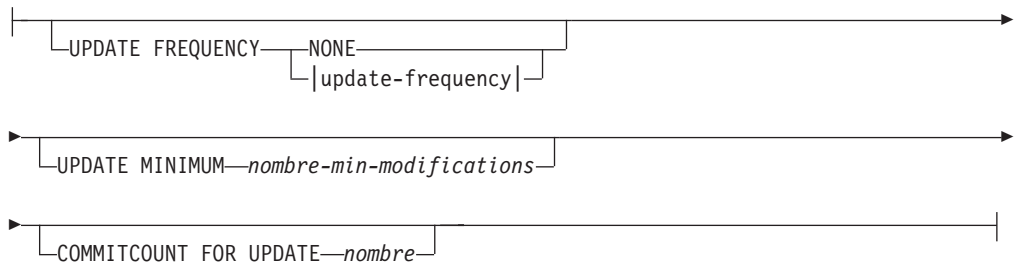 UPDATE FREQUENCY NONE
update-frequency
UPDATE MINIMUM nombre-min-modifications
COMMITCOUNT FOR UPDATE nombre